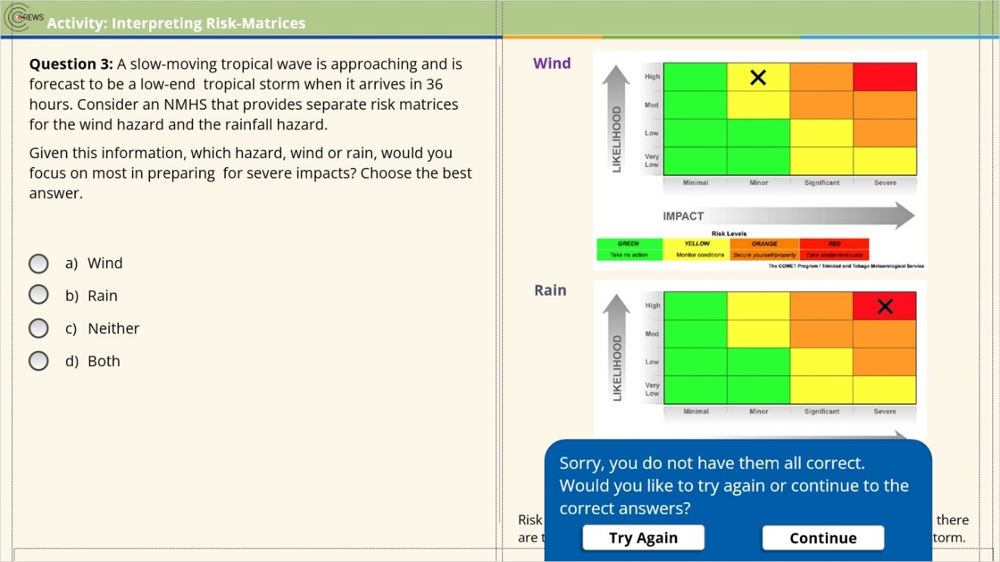 CREWS
Activity: Interpreting Risk-Matrices
Question 3: A slow-moving tropical wave is approaching and is
forecast to be a low-end tropical storm when it arrives in 36
hours. Consider an NMHS that provides separate risk matrices
for the wind hazard and the rainfall hazard.
Given this information, which hazard, wind or rain, would you
focus on most in preparing for severe impacts? Choose the best
answer.
a) Wind
b) Rain
c) Neither
d) Both
Wind
LIKELIHOOD
High
Med
Low
Very
Low
Minimal Minor Significant Severe
IMPACT
Risk Levels
GREEN YELLOW ORANGE RED
Take no action Monitor conditions Secure yourself/property Take shelter/evacuate
The COMET Program / Trinidad and Tobago Meteorological Service
Rain
LIKELIHOOD
High
Med
Low
Very
Low
Minimal Minor Significant Severe
Sorry, you do not have them all correct.
Would you like to try again or continue to the
correct answers?
Try Again Continue
Risk there
are